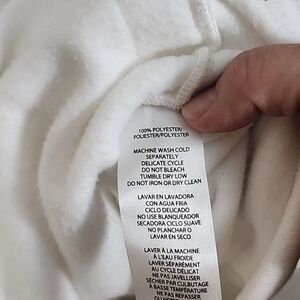 100% POLYESTER/
POLIESTER/POLYESTER
MACHINE WASH COLD
SEPARATELY
DELICATE CYCLE
DO NOT BLEACH
TUMBLE DRY LOW
DO NOT IRON OR DRY CLEAN
LAVAR EN LAVADORA
CON AGUA FRIA
CICLO DELICADO
NO USE BLANQUEADOR
SECADORA CICLO SUAVE
NO PLANCHAR O
LAVAR EN SECO
LAVER À LA MACHINE
À L'EAU FROIDE
LAVER SÉPARÉMENT
AU CYCLE DÉLICAT
NE PAS JAVELLISER
SÉCHER PAR CULBUTAGE
À BASSE TEMPÉRATURE
NE PAS REPASSER